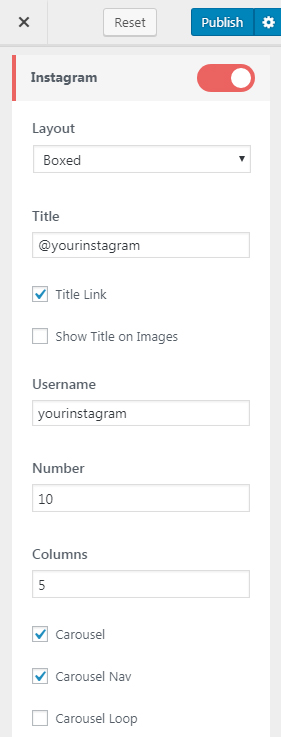 Reset Publish
Instagram
Layout
Boxed
Title
@yourinstagram
Title Link
Show Title on Images
Username
yourinstagram
Number
10
Columns
5
Carousel
Carousel Nav
Carousel Loop